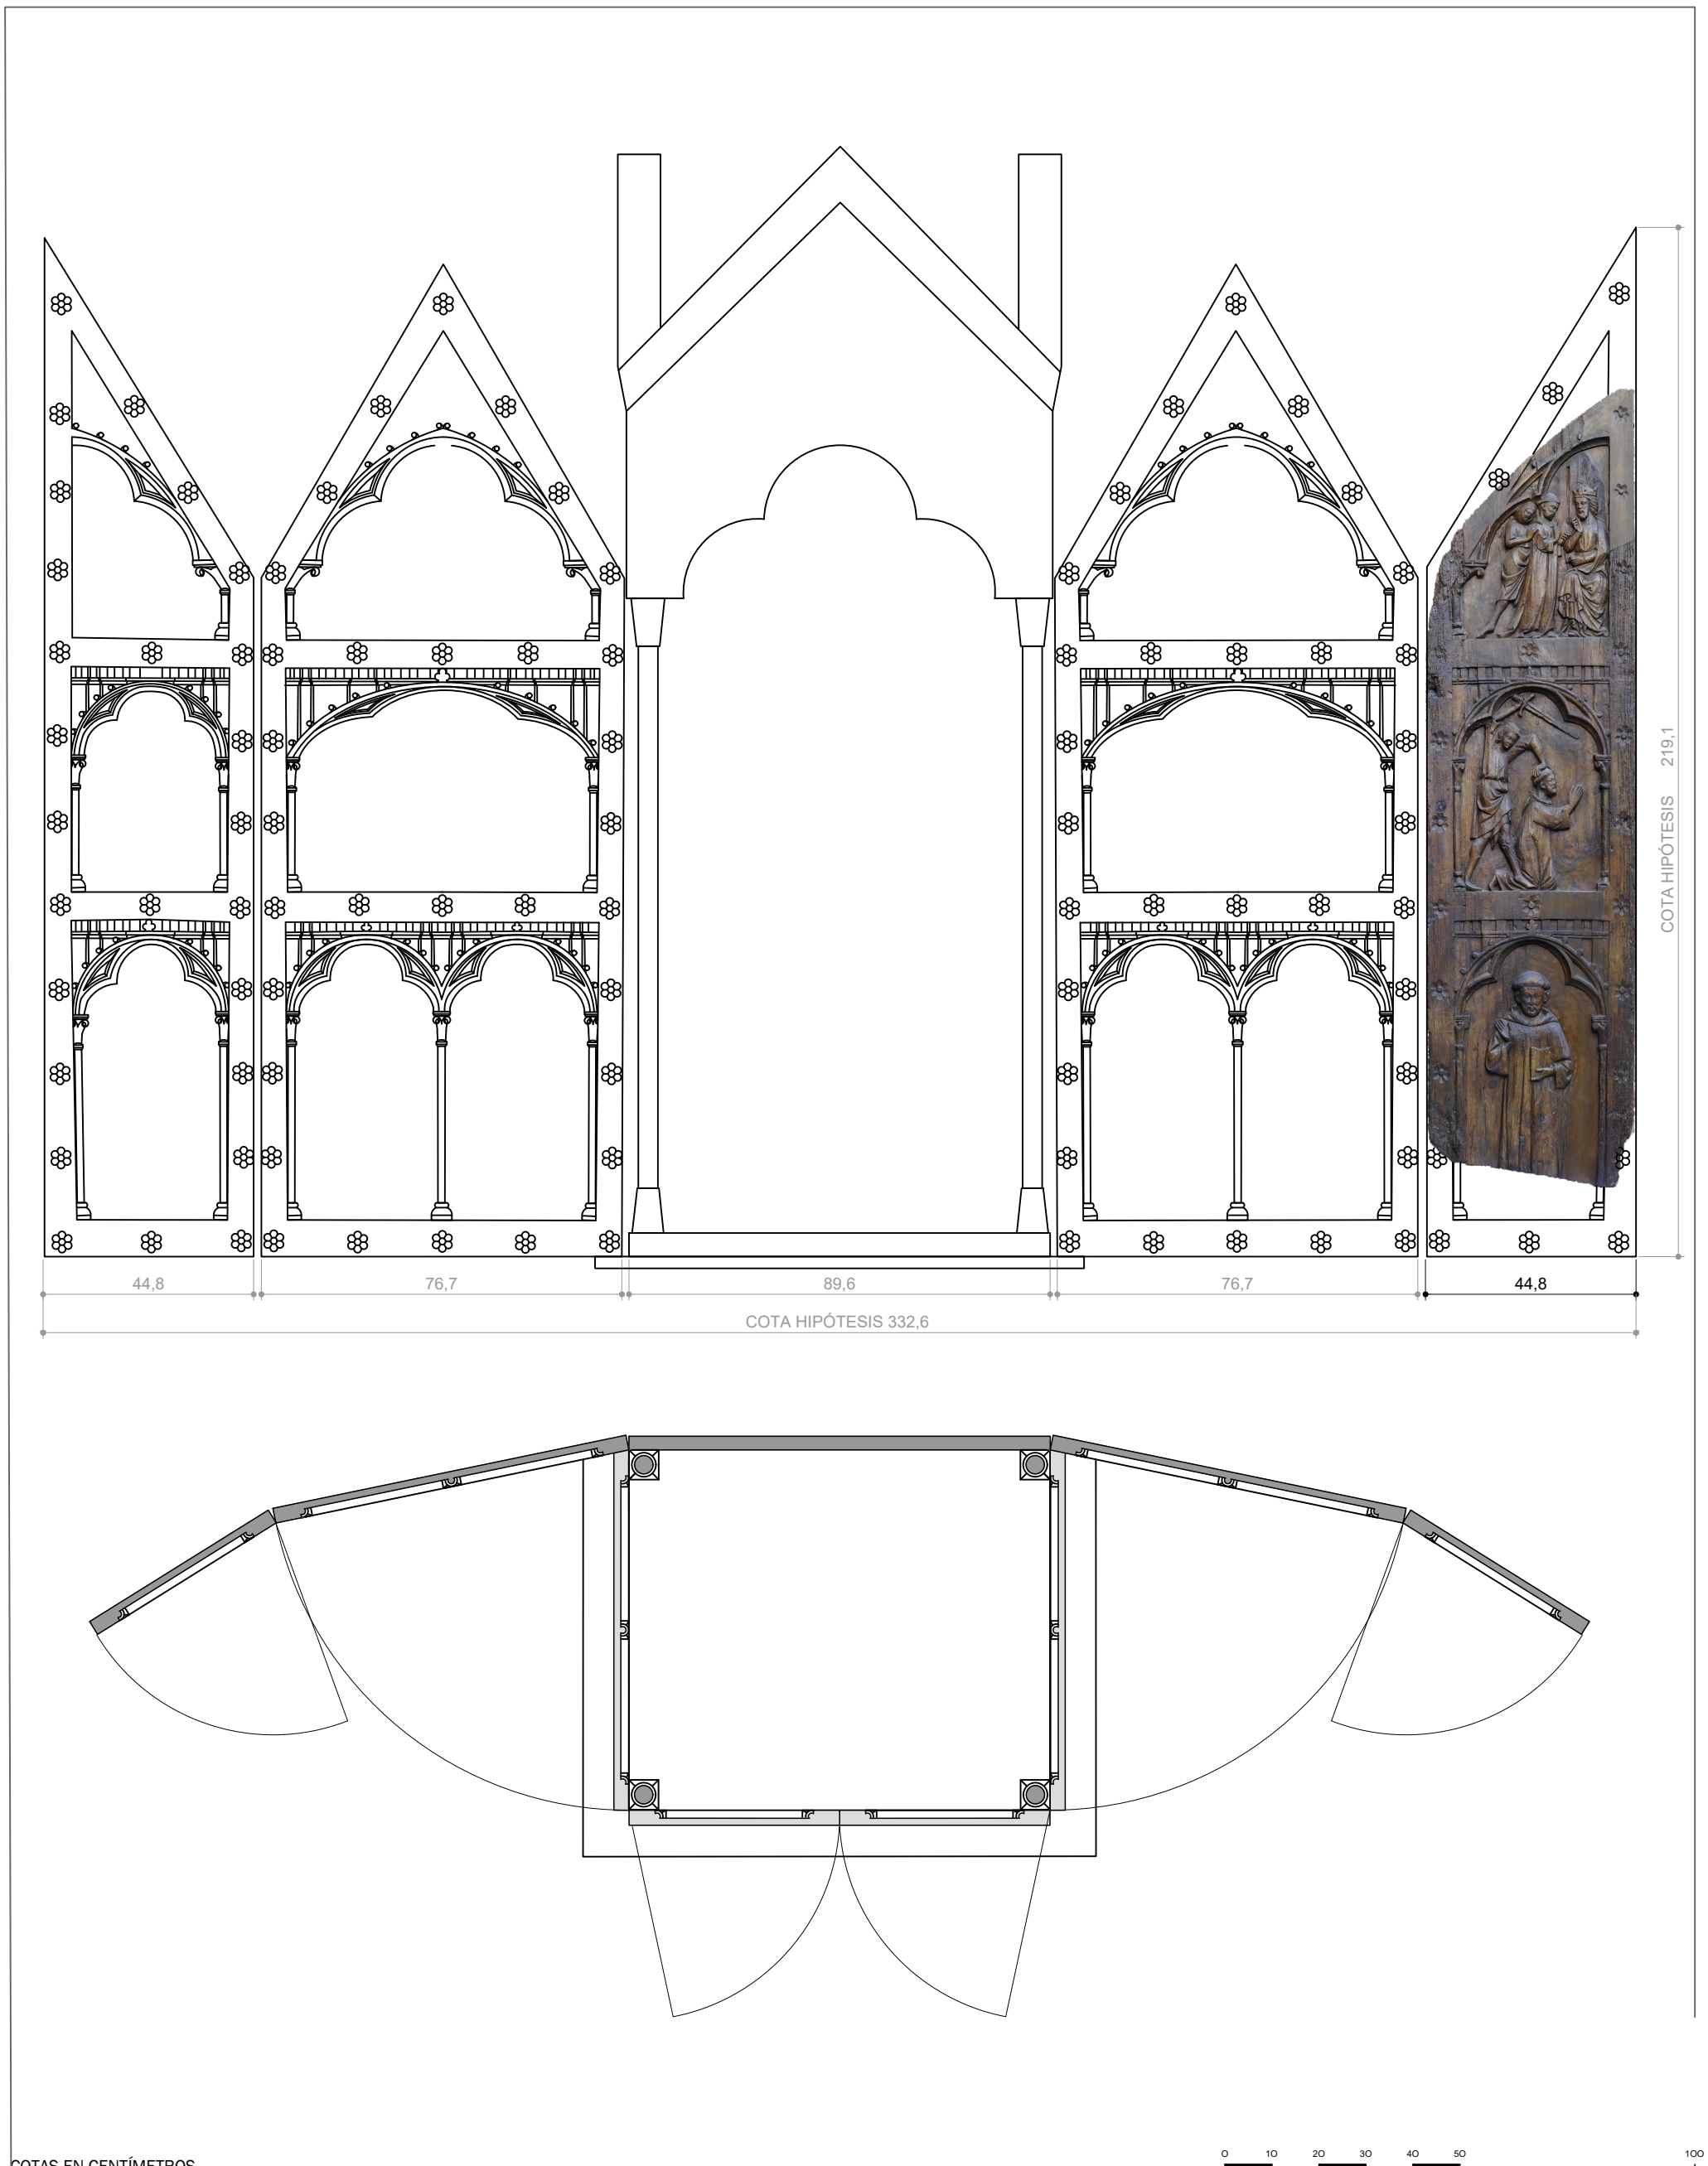 COTA HIPÓTESIS 219,1
44,8 76,7 89,6 76,7 44,8
COTA HIPÓTESIS 332,6
COTAS EN CENTÍMETROS
0 10 20 30 40 50 100